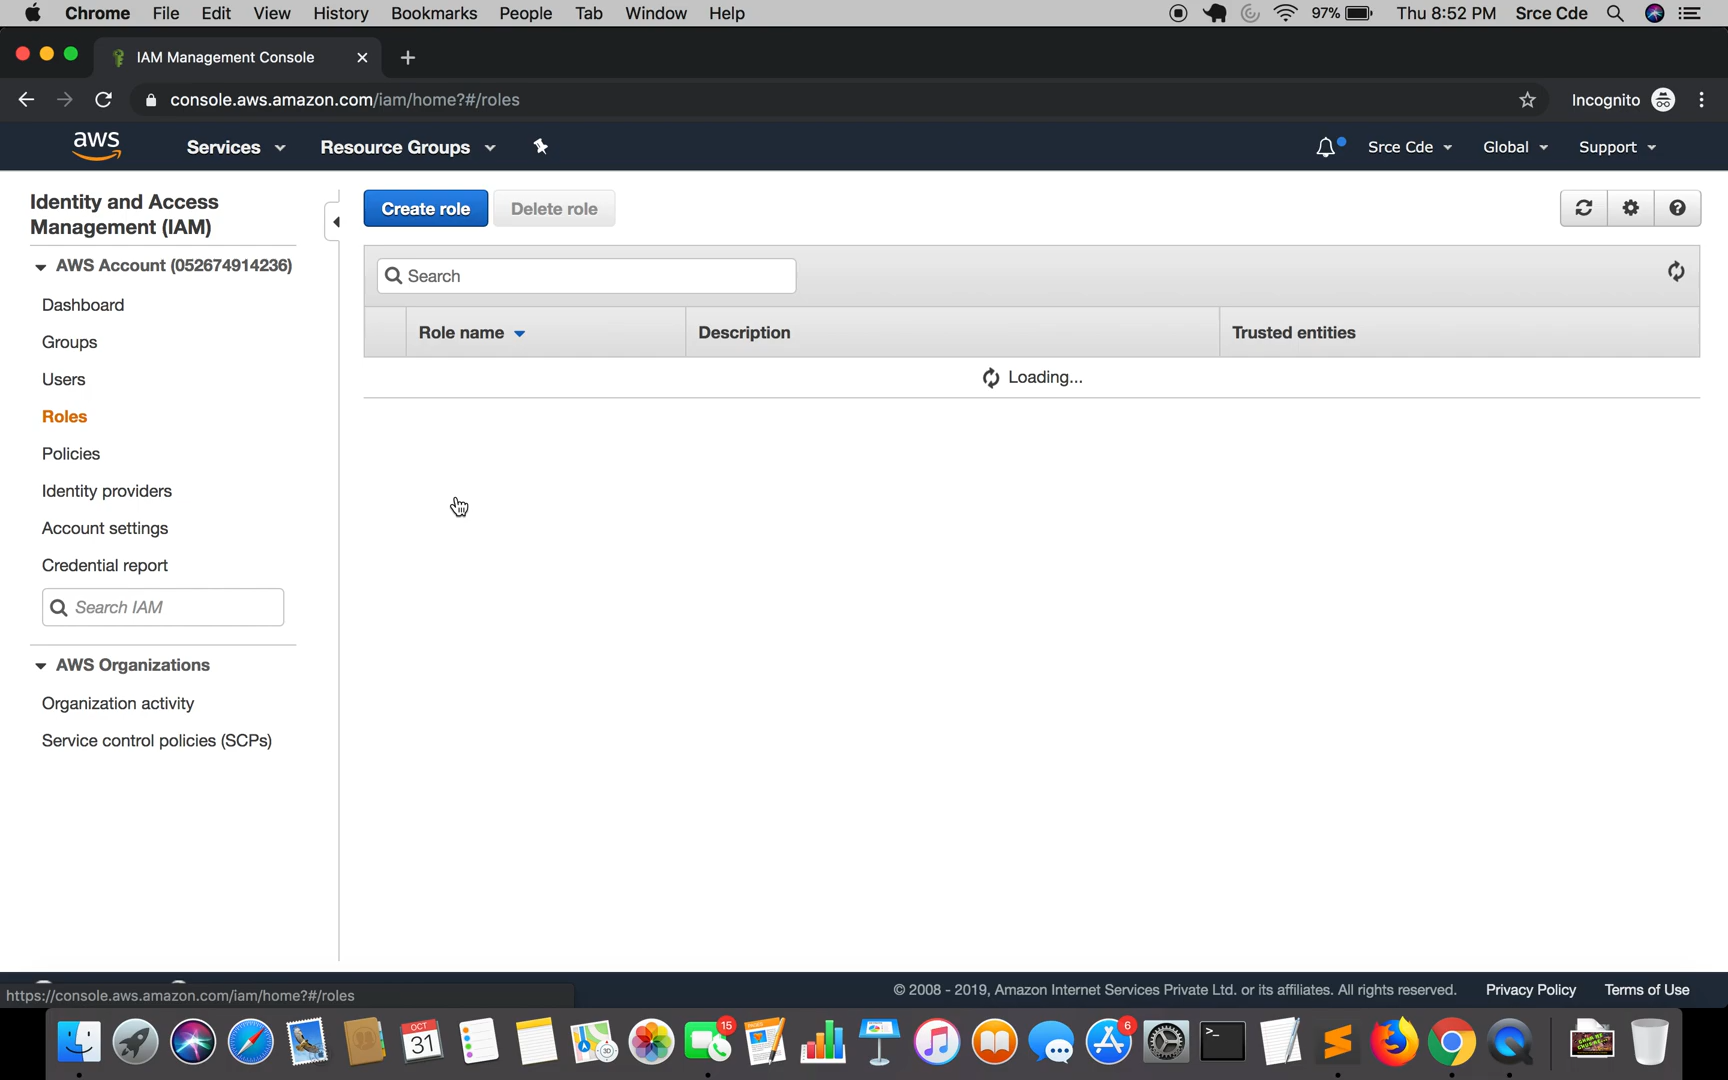 Chrome File Edit View History Bookmarks People Tab Window Help 97% Thu 8:52 PM Srce Cde
IAM Management Console
console.aws.amazon.com/iam/home?#/roles Incognito
aws Services Resource Groups Srce Cde Global Support
Identity and Access
Management (IAM)
AWS Account (052674914236)
Dashboard
Groups
Users
Roles
Policies
Identity providers
Account settings
Credential report
Search IAM
AWS Organizations
Organization activity
Service control policies (SCPs)
Create role Delete role
Search
Role name Description Trusted entities
Loading...
https://console.aws.amazon.com/iam/home?#/roles
© 2008 - 2019, Amazon Internet Services Private Ltd. or its affiliates. All rights reserved. Privacy Policy Terms of Use
OCT
31
15
PAGES
6